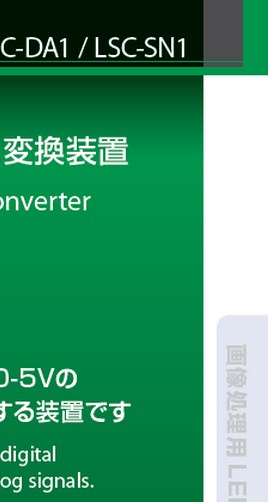 C-DA1 / LSC-SN1
変換装置
onverter
0-5Vの
する装置です
digital
og signals.
画像処理用 LE